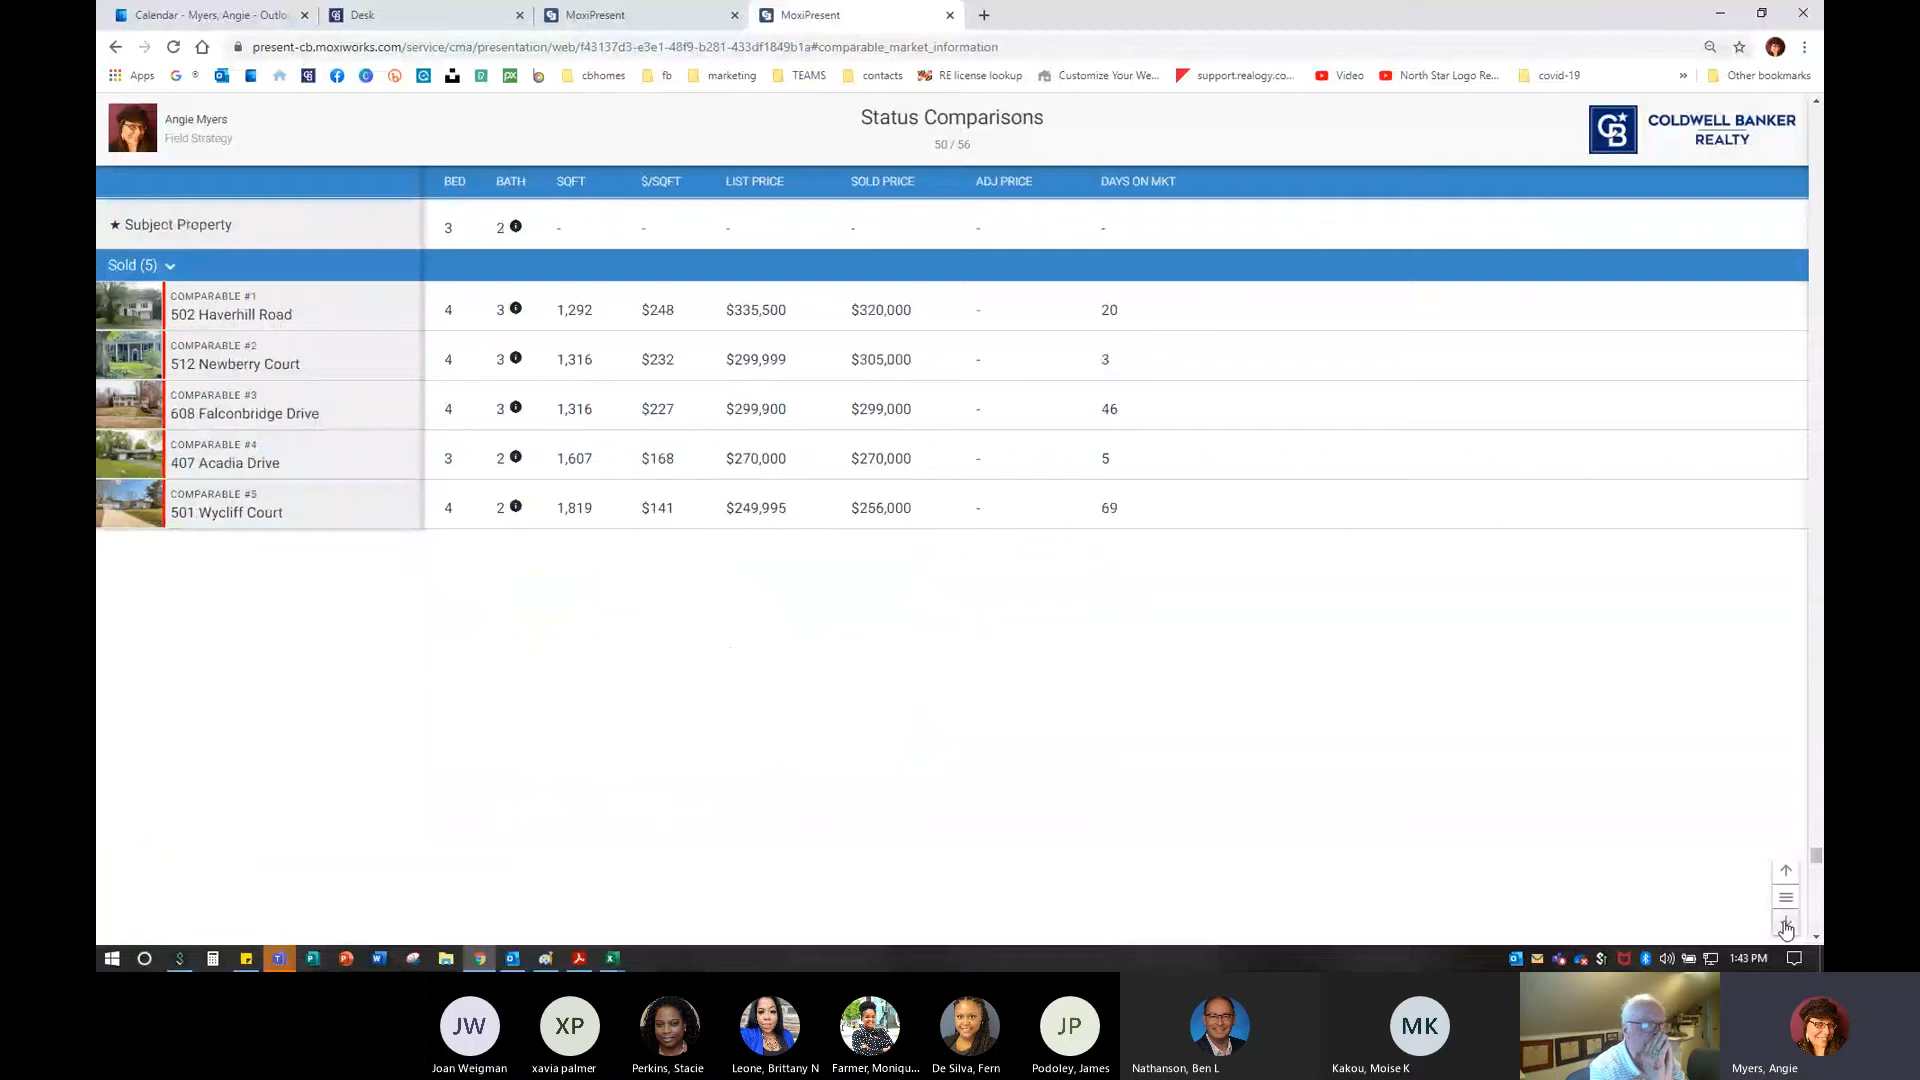 Calendar - Myers, Angie - Outlo
Desk
MoxiPresent
MoxiPresent
present-cb.moxiworks.com/service/cma/presentation/web/f43137d3-e3e1-48f9-b281-433df1849b1a#comparable_market_information
Apps
cbhomes
fb
marketing
TEAMS
contacts
RE license lookup
Customize Your We...
support.realogy.co...
Video
North Star Logo Re...
covid-19
»
Other bookmarks
Angie Myers
Field Strategy
Status Comparisons
50 / 56
COLDWELL BANKER
REALTY
BED BATH SQFT $/SQFT LIST PRICE SOLD PRICE ADJ PRICE DAYS ON MKT
★ Subject Property 3 2 - - - - - -
Sold (5)
COMPARABLE #1
502 Haverhill Road 4 3 1,292 $248 $335,500 $320,000 - 20
COMPARABLE #2
512 Newberry Court 4 3 1,316 $232 $299,999 $305,000 - 3
COMPARABLE #3
608 Falconbridge Drive 4 3 1,316 $227 $299,900 $299,000 - 46
COMPARABLE #4
407 Acadia Drive 3 2 1,607 $168 $270,000 $270,000 - 5
COMPARABLE #5
501 Wycliff Court 4 2 1,819 $141 $249,995 $256,000 - 69
1:43 PM
JW
XP
JP
MK
Joan Weigman
xavia palmer
Perkins, Stacie
Leone, Brittany N
Farmer, Moniqu...
De Silva, Fern
Podoley, James
Nathanson, Ben L
Kakou, Moise K
Myers, Angie